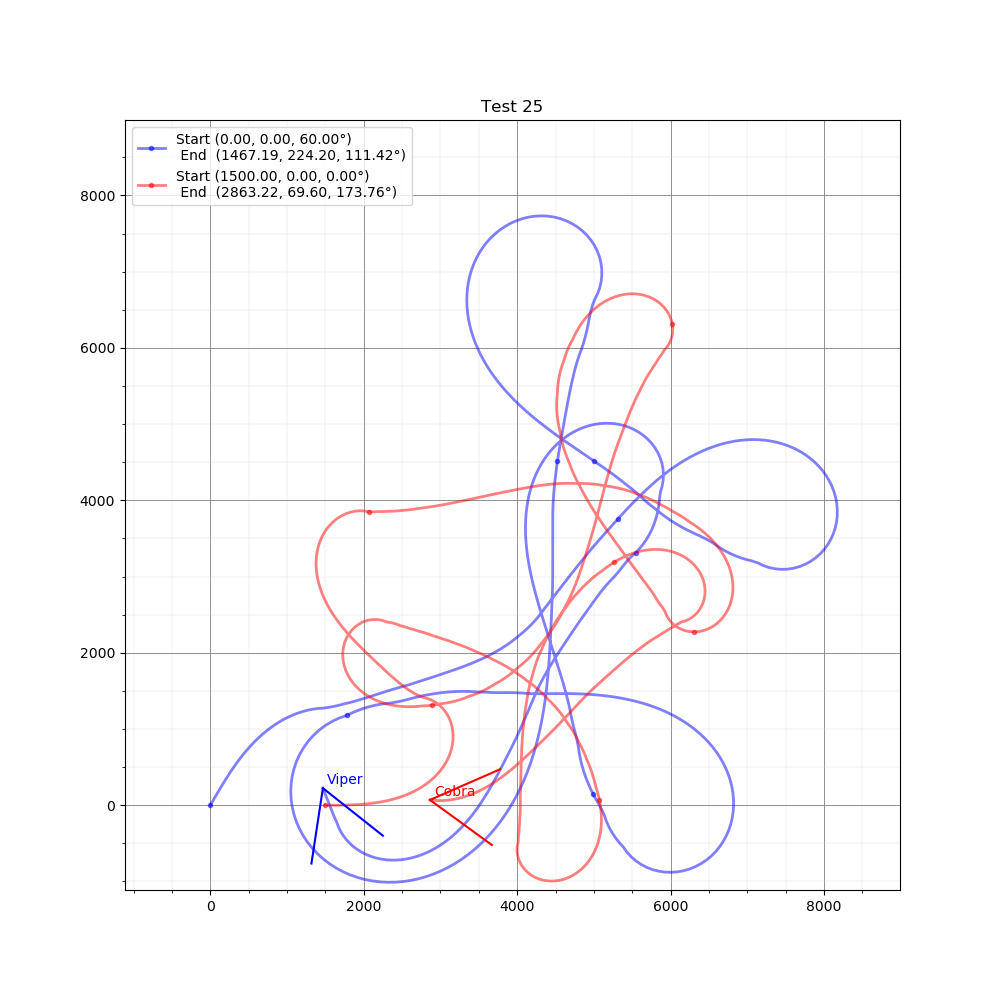 Test 25
Start (0.00, 0.00, 60.00°)
End (1467.19, 224.20, 111.42°)
Start (1500.00, 0.00, 0.00°)
End (2863.22, 69.60, 173.76°)
8000
6000
4000
2000
0
Viper
Cobra
0
2000
4000
6000
8000